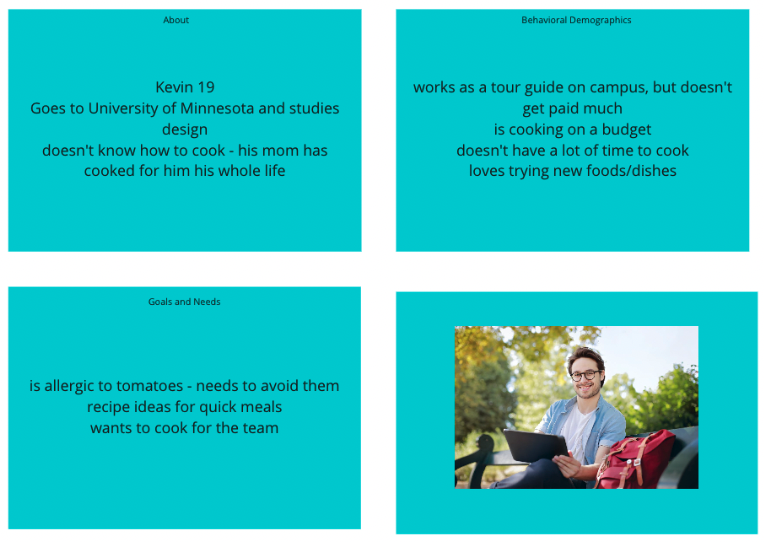 About
Kevin 19
Goes to University of Minnesota and studies
design
doesn't know how to cook - his mom has
cooked for him his whole life
Behavioral Demographics
works as a tour guide on campus, but doesn't
get paid much
is cooking on a budget
doesn't have a lot of time to cook
loves trying new foods/dishes
Goals and Needs
is allergic to tomatoes - needs to avoid them
recipe ideas for quick meals
wants to cook for the team